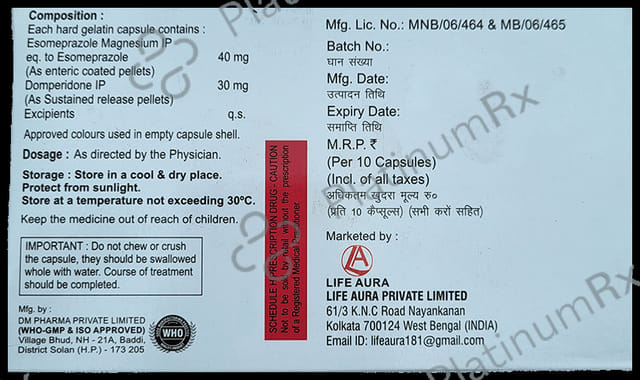 Composition :
Each hard gelatin capsule contains :
Esomeprazole Magnesium IP
eq. to Esomeprazole 40 mg
(As enteric coated pellets)
Domperidone IP 30 mg
(As Sustained release pellets)
Excipients q.s.
Approved colours used in empty capsule shell.
Dosage : As directed by the Physician.
Storage : Store in a cool & dry place.
Protect from sunlight.
Store at a temperature not exceeding 30ºC.
Keep the medicine out of reach of children.
IMPORTANT : Do not chew or crush
the capsule, they should be swallowed
whole with water. Course of treatment
should be completed.
Mfg. by :
DM PHARMA PRIVATE LIMITED
(WHO-GMP & ISO APPROVED)
Village Bhud, NH - 21A, Baddi,
District Solan (H.P.) - 173 205
WHO
SCHEDULE H PRESCRIPTION DRUG - CAUTION
Not to be sold by retail without the prescription
of a Registered Medical Practitioner.
Mfg. Lic. No.: MNB/06/464 & MB/06/465
Batch No.:
घान संख्या
Mfg. Date:
उत्पादन तिथि
Expiry Date:
समाप्ति तिथि
M.R.P. ₹
(Per 10 Capsules)
(Incl. of all taxes)
अधिकतम खुदरा मूल्य रु०
(प्रति 10 कैप्सूल्स) (सभी करों सहित)
Marketed by :
LA
LIFE AURA
LIFE AURA PRIVATE LIMITED
61/3 K.N.C Road Nayankanan
Kolkata 700124 West Bengal (INDIA)
Email ID: lifeaura181@gmail.com
PlatinumRx
PlatinumRx
PlatinumRx
PlatinumRx